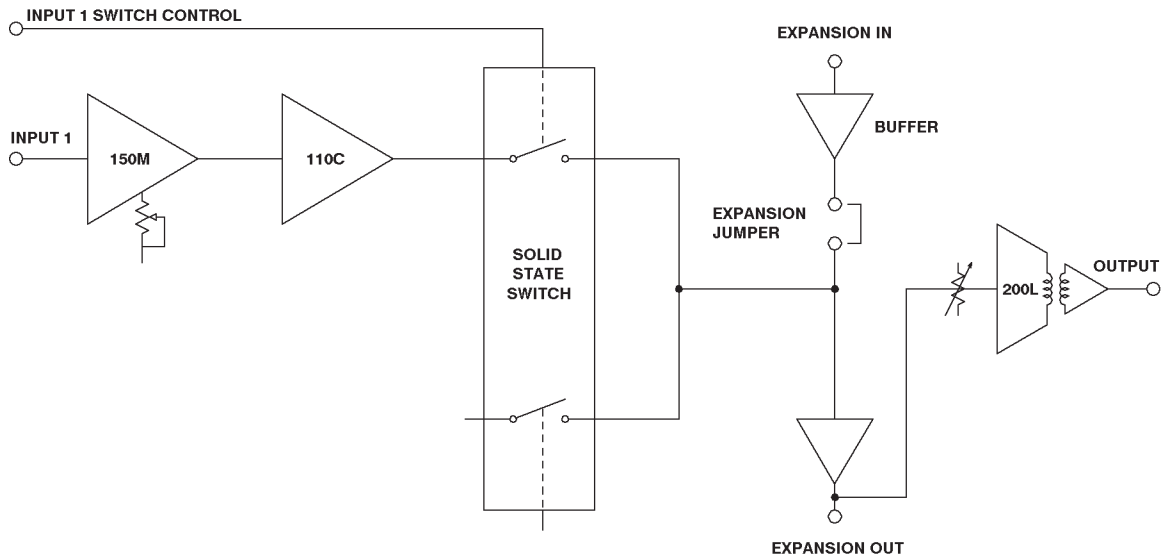 INPUT 1 SWITCH CONTROL
EXPANSION IN
INPUT 1
150M
110C
BUFFER
EXPANSION
JUMPER
SOLID
STATE
SWITCH
200L
OUTPUT
EXPANSION OUT